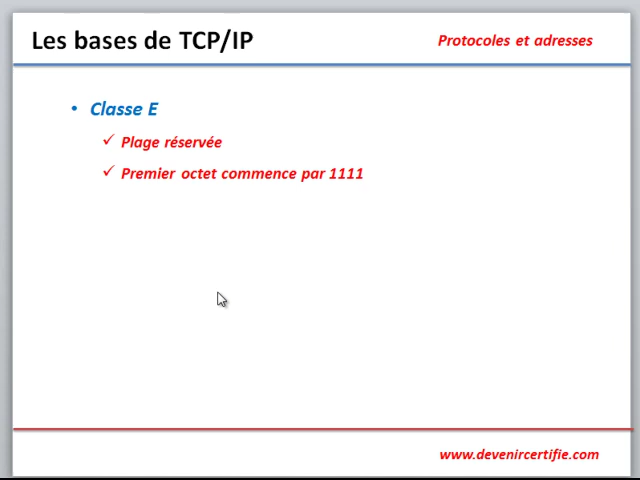 Les bases de TCP/IP
Protocoles et adresses
• Classe E
✓ Plage réservée
✓ Premier octet commence par 1111
www.devenircertifie.com